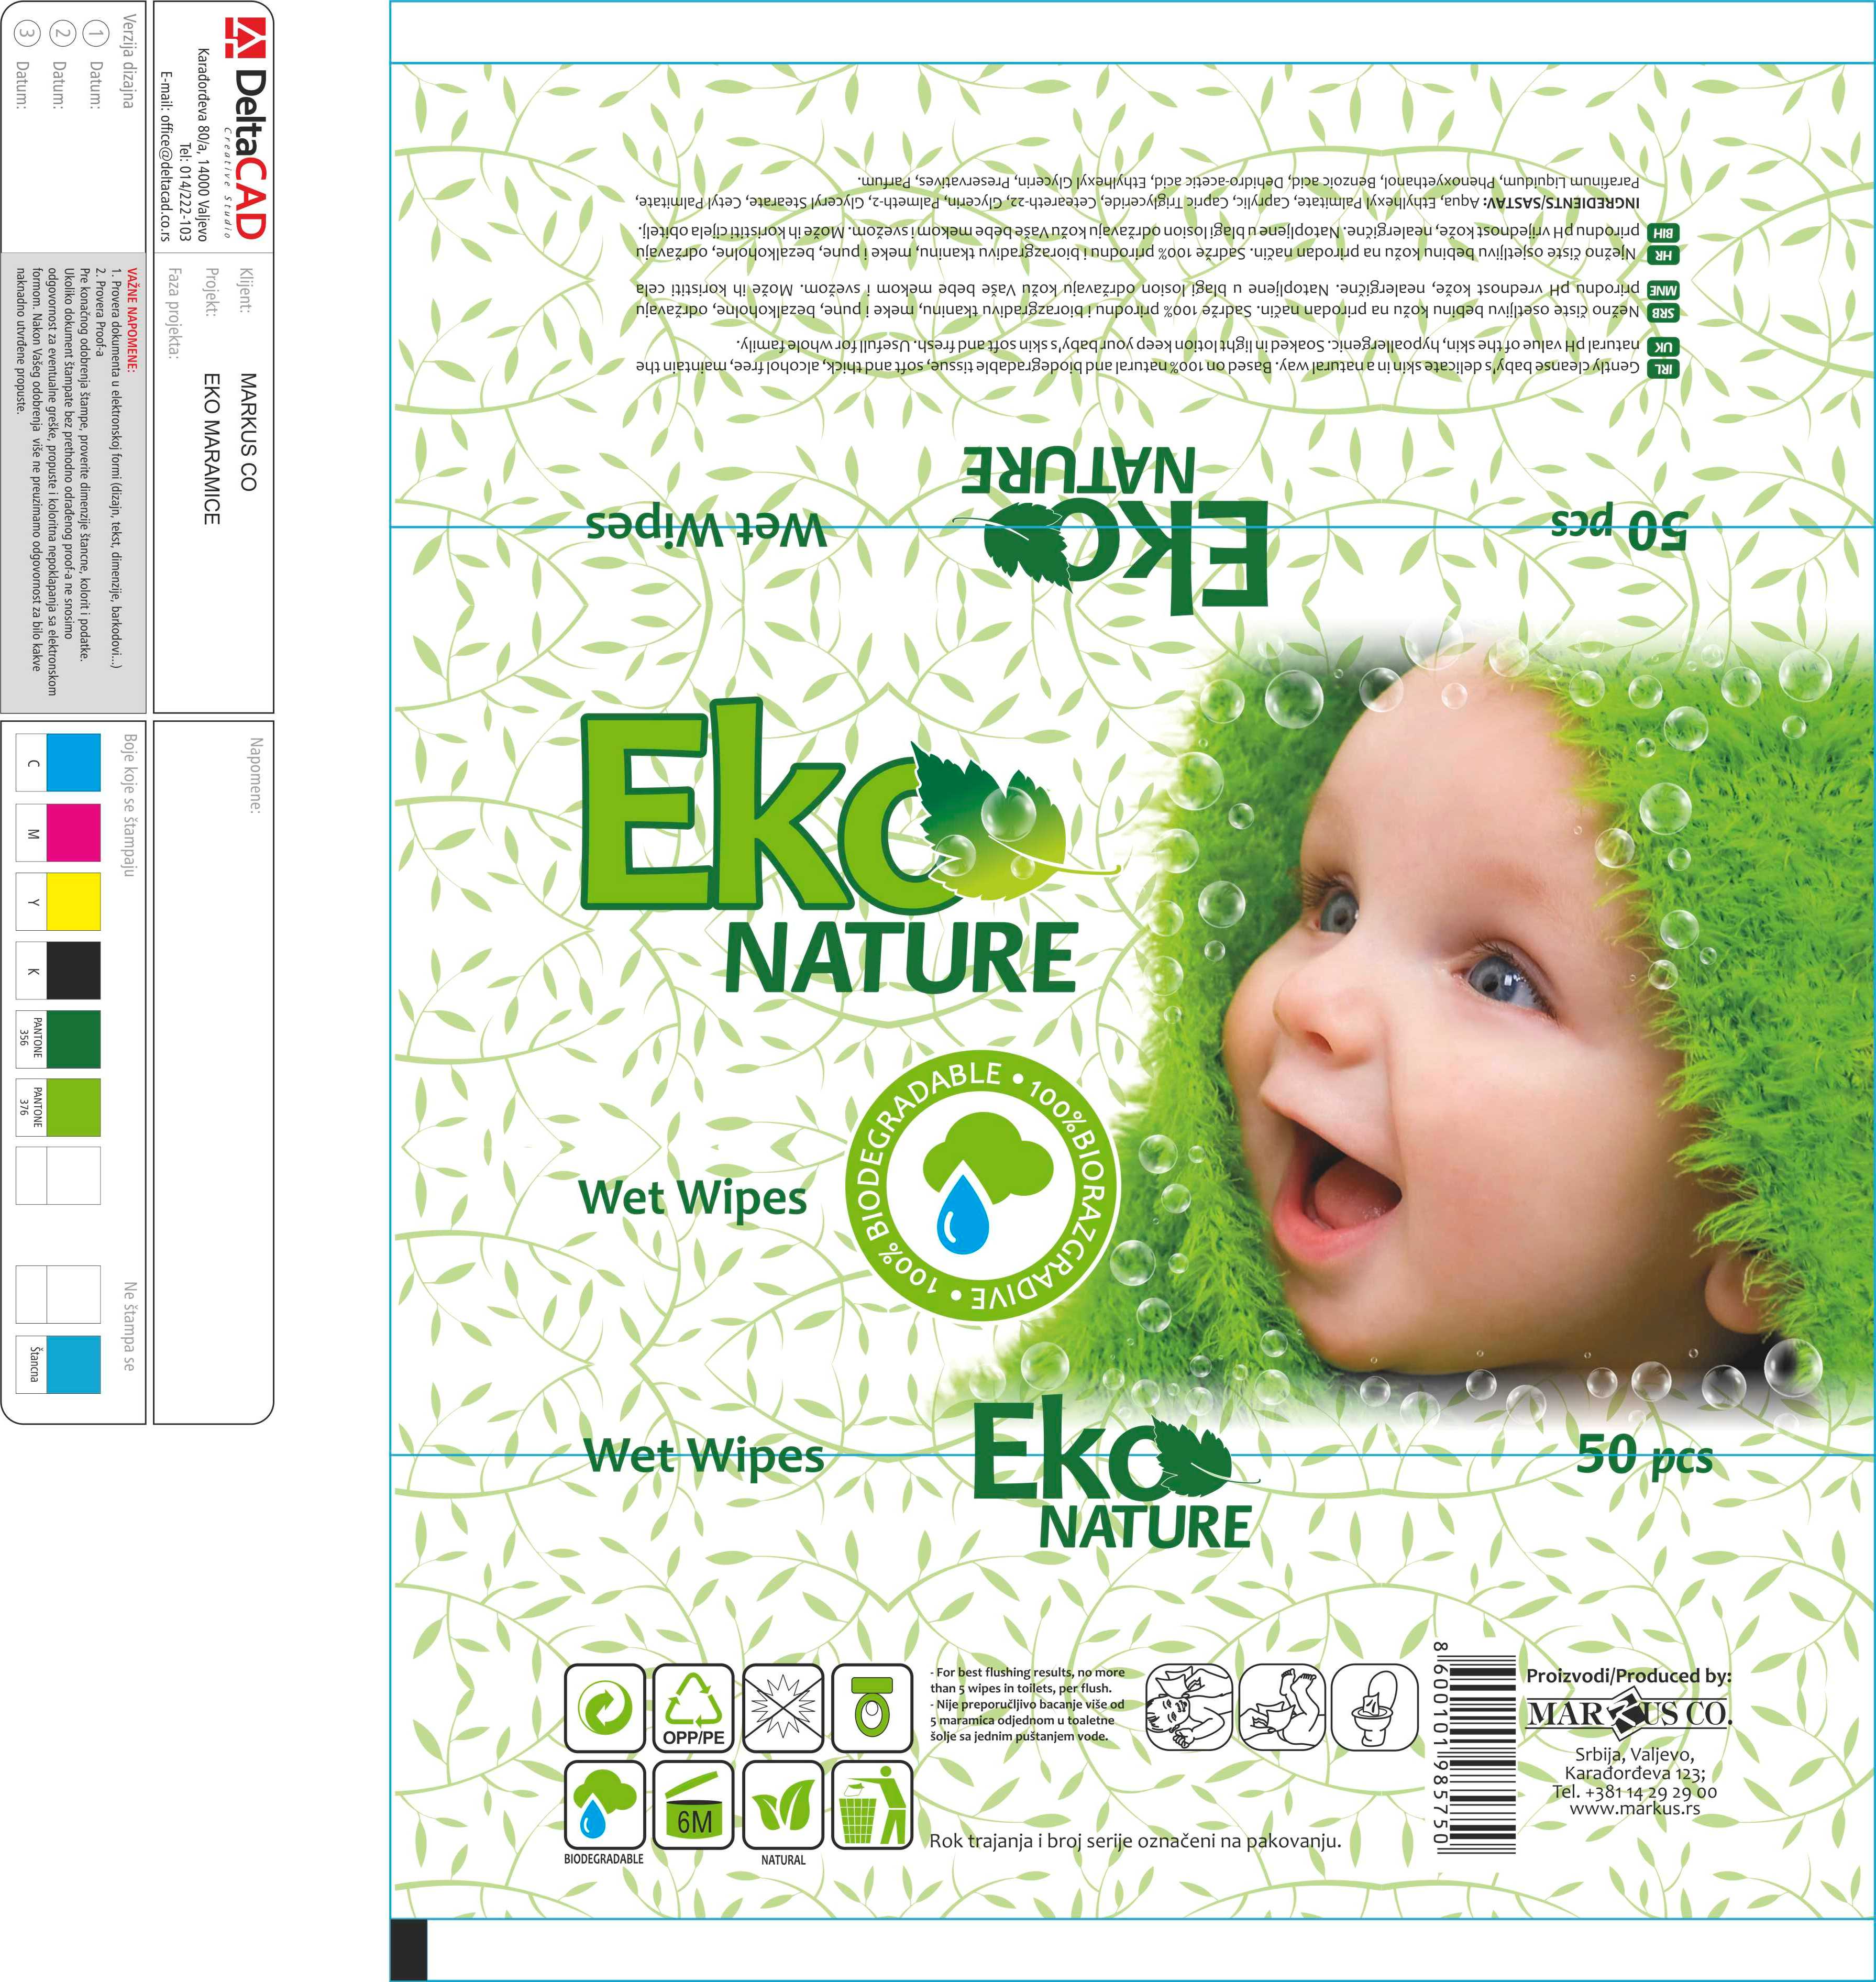 DeltaCAD
Creative Studio
Karađorđeva 80/a, 14000 Valjevo
Tel: 014/222-103
E-mail: office@deltacad.co.rs
Klijent: MARKUS CO
Projekt: EKO MARAMICE
Faza projekta:
Napomene:
Verzija dizajna
1 Datum:
2 Datum:
3 Datum:
VAŽNE NAPOMENE:
1. Provera dokumenta u elektronskoj formi (dizajn, tekst, dimenzije, barkodovi...)
2. Provera Proof-a
Pre konačnog odobrenja štampe, proverite dimenzije štancne, kolorit i podatke.
Ukoliko dokument štampate bez prethodno odrađenog proof-a ne snosimo
odgovornost za eventualne greške, propuste i koloritna nepoklapanja sa elektronskom
formom. Nakon Vašeg odobrenja više ne preuzimamo odgovornost za bilo kakve
naknadno utvrđene propuste.
Boje koje se štampaju
C
M
Y
K
PANTONE
356
PANTONE
376
Ne štampa se
Štancna
INGREDIENTS/SASTAV: Aqua, Ethylhexyl Palmitate, Caprylic, Capric Triglyceride, Ceteareth-22, Glycerin, Palmeth-2, Glyceryl Stearate, Cetyl Palmitate,
Parafinum Liquidum, Phenoxyethanol, Benzoic acid, Dehidro-acetic acid, Ethylhexyl Glycerin, Preservatives, Parfum.
HR Nježno čiste osjetljivu bebinu kožu na prirodan način. Sadrže 100% prirodnu i biorazgradivu tkaninu, meke i pune, bezalkoholne, održavaju
BIH prirodnu pH vrijednost kože, nealergične. Natopljene u blagi losion održavaju kožu Vaše bebe mekom i svežom. Može ih koristiti cijela obitelj.
SRB Nežno čiste osetljivu bebinu kožu na prirodan način. Sadrže 100% prirodnu i biorazgradivu tkaninu, meke i pune, bezalkoholne, održavaju
MNE prirodnu pH vrednost kože, nealergične. Natopljene u blagi losion održavaju kožu Vaše bebe mekom i svežom. Može ih koristiti cela
IRL Gently cleanse baby's delicate skin in a natural way. Based on 100% natural and biodegradable tissue, soft and thick, alcohol free, maintain the
UK natural pH value of the skin, hypoallergenic. Soaked in light lotion keep your baby's skin soft and fresh. Usefull for whole family.
50 pcs
Eko
NATURE
Wet Wipes
Eko
NATURE
Wet Wipes
100% BIODEGRADABLE • 100%BIORAZGRADIVE •
Wet Wipes
Eko
NATURE
50 pcs
OPP/PE
BIODEGRADABLE
6M
NATURAL
- For best flushing results, no more
than 5 wipes in toilets, per flush.
- Nije preporučljivo bacanje više od
5 maramica odjednom u toaletne
šolje sa jednim puštanjem vode.
Rok trajanja i broj serije označeni na pakovanju.
8 600101 985750
Proizvodi/Produced by:
MARKUS CO.
Srbija, Valjevo,
Karađorđeva 123;
Tel. +381 14 29 29 00
www.markus.rs